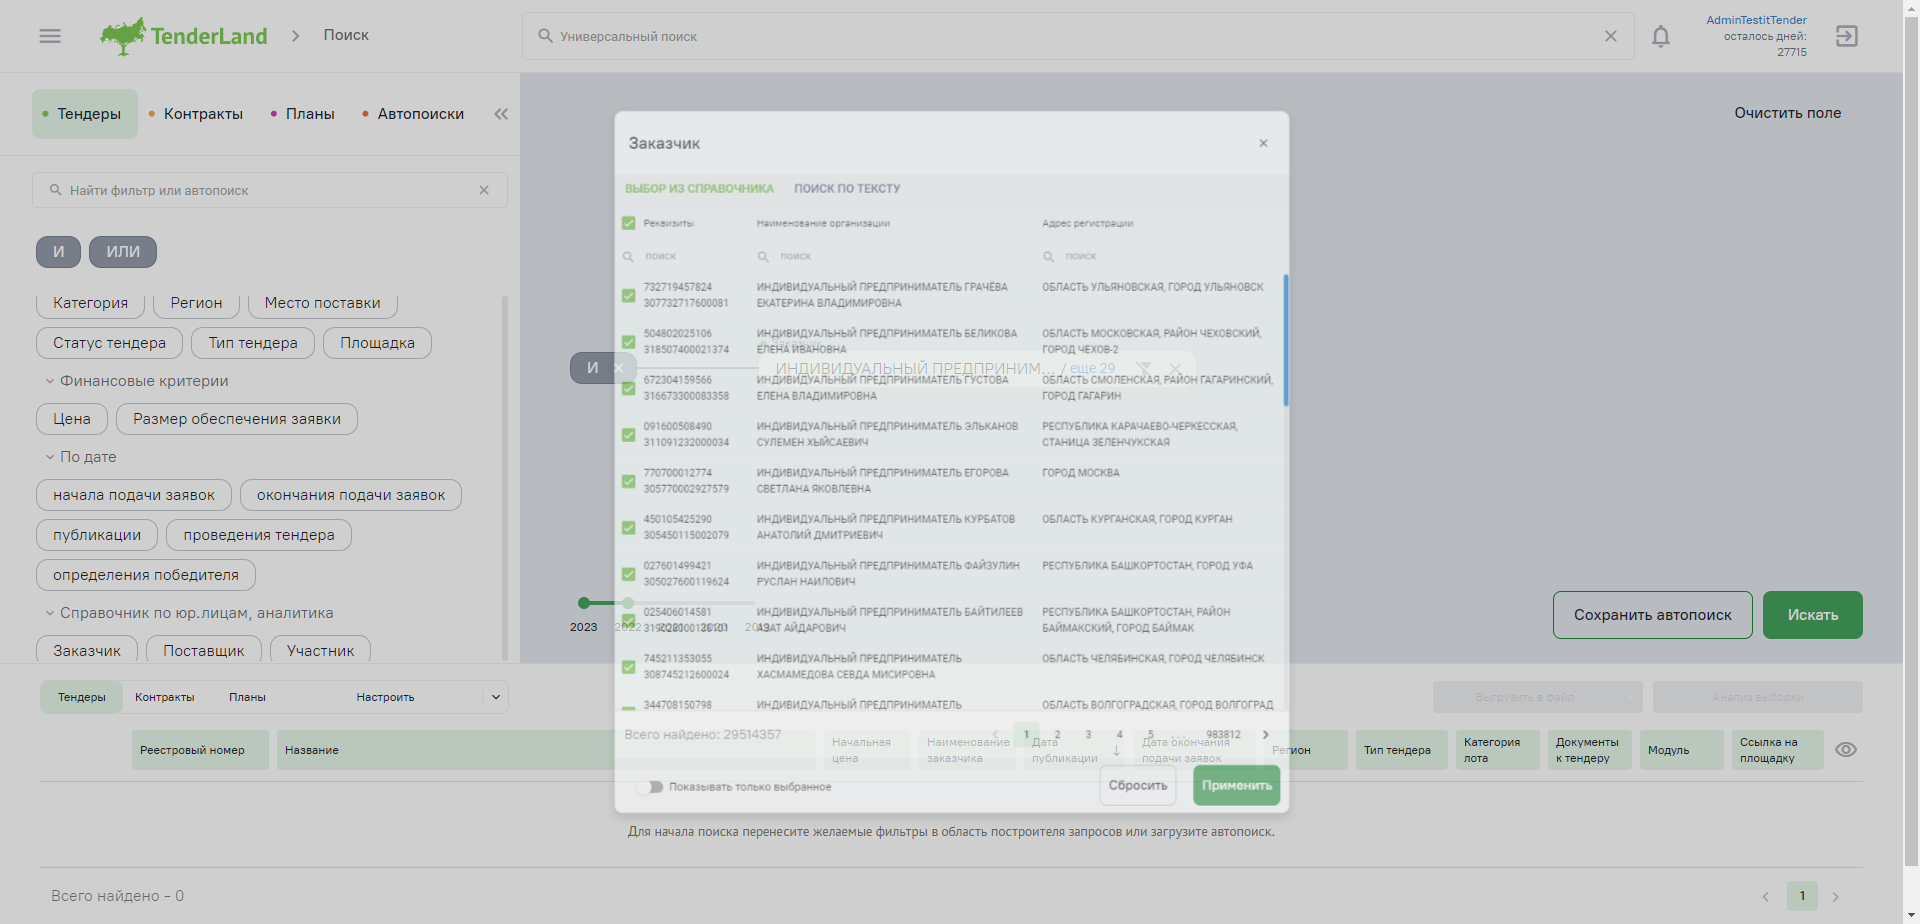 TenderLand
Поиск
Универсальный поиск
AdminTestitTender
осталось дней:
27715
Тендеры
Контракты
Планы
Автопоиски
Очистить поле
Найти фильтр или автопоиск
И
ИЛИ
Категория
Регион
Место поставки
Статус тендера
Тип тендера
Площадка
Финансовые критерии
Цена
Размер обеспечения заявки
По дате
начала подачи заявок
окончания подачи заявок
публикации
проведения тендера
определения победителя
Справочник по юр.лицам, аналитика
Заказчик
Поставщик
Участник
Заказчик
ВЫБОР ИЗ СПРАВОЧНИКА
ПОИСК ПО ТЕКСТУ
Реквизиты
Наименование организации
Адрес регистрации
поиск
поиск
поиск
732719457824
307732717600081
ИНДИВИДУАЛЬНЫЙ ПРЕДПРИНИМАТЕЛЬ ГРАЧЁВА
ЕКАТЕРИНА ВЛАДИМИРОВНА
ОБЛАСТЬ УЛЬЯНОВСКАЯ, ГОРОД УЛЬЯНОВСК
504802025106
318507400021374
ИНДИВИДУАЛЬНЫЙ ПРЕДПРИНИМАТЕЛЬ БЕЛИКОВА
ЕЛЕНА ИВАНОВНА
ОБЛАСТЬ МОСКОВСКАЯ, РАЙОН ЧЕХОВСКИЙ,
ГОРОД ЧЕХОВ-2
И
ИНДИВИДУАЛЬНЫЙ ПРЕДПРИНИМ... / еще 29
672304159566
316673300083358
ИНДИВИДУАЛЬНЫЙ ПРЕДПРИНИМАТЕЛЬ ГУСТОВА
ЕЛЕНА ВЛАДИМИРОВНА
ОБЛАСТЬ СМОЛЕНСКАЯ, РАЙОН ГАГАРИНСКИЙ,
ГОРОД ГАГАРИН
091600508490
311091232000034
ИНДИВИДУАЛЬНЫЙ ПРЕДПРИНИМАТЕЛЬ ЭЛЬКАНОВ
СУЛЕМЕН ХЫЙСАЕВИЧ
РЕСПУБЛИКА КАРАЧАЕВО-ЧЕРКЕССКАЯ,
СТАНИЦА ЗЕЛЕНЧУКСКАЯ
770700012774
305770002927579
ИНДИВИДУАЛЬНЫЙ ПРЕДПРИНИМАТЕЛЬ ЕГОРОВА
СВЕТЛАНА ЯКОВЛЕВНА
ГОРОД МОСКВА
450105425290
305450115002079
ИНДИВИДУАЛЬНЫЙ ПРЕДПРИНИМАТЕЛЬ КУРБАТОВ
АНАТОЛИЙ ДМИТРИЕВИЧ
ОБЛАСТЬ КУРГАНСКАЯ, ГОРОД КУРГАН
027601499421
305027600119624
ИНДИВИДУАЛЬНЫЙ ПРЕДПРИНИМАТЕЛЬ ФАЙЗУЛИН
РУСЛАН НАИЛОВИЧ
РЕСПУБЛИКА БАШКОРТОСТАН, ГОРОД УФА
025406014581
ИНДИВИДУАЛЬНЫЙ ПРЕДПРИНИМАТЕЛЬ БАЙТИЛЕЕВ
АЗАТ АЙДАРОВИЧ
РЕСПУБЛИКА БАШКОРТОСТАН, РАЙОН
БАЙМАКСКИЙ, ГОРОД БАЙМАК
2023
2022
745211353055
308745212600024
ИНДИВИДУАЛЬНЫЙ ПРЕДПРИНИМАТЕЛЬ
ХАСМАМЕДОВА СЕВДА МИСИРОВНА
ОБЛАСТЬ ЧЕЛЯБИНСКАЯ, ГОРОД ЧЕЛЯБИНСК
344708150798
ИНДИВИДУАЛЬНЫЙ ПРЕДПРИНИМАТЕЛЬ
ОБЛАСТЬ ВОЛГОГРАДСКАЯ, ГОРОД ВОЛГОГРАД
Всего найдено: 29514357
1 2 3 4 5 ... 983812
Показывать только выбранное
Сбросить
Применить
Сохранить автопоиск
Искать
Тендеры
Контракты
Планы
Настроить
Выгрузить в файл
Анализ выборки
Реестровый номер
Название
Начальная
цена
Наименование
заказчика
Дата
публикации
Дата окончания
подачи заявок
Регион
Тип тендера
Категория
лота
Документы
к тендеру
Модуль
Ссылка на
площадку
Для начала поиска перенесите желаемые фильтры в область построителя запросов или загрузите автопоиск.
Всего найдено - 0
1